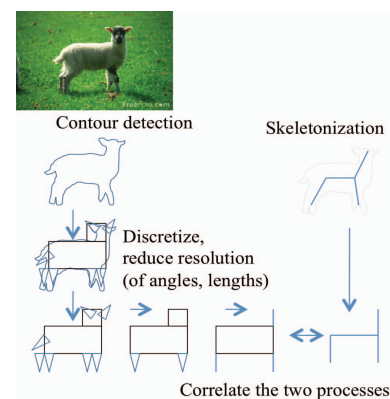 FreeFoto.com
Contour detection
Skeletonization
Discretize,
reduce resolution
(of angles, lengths)
Correlate the two processes